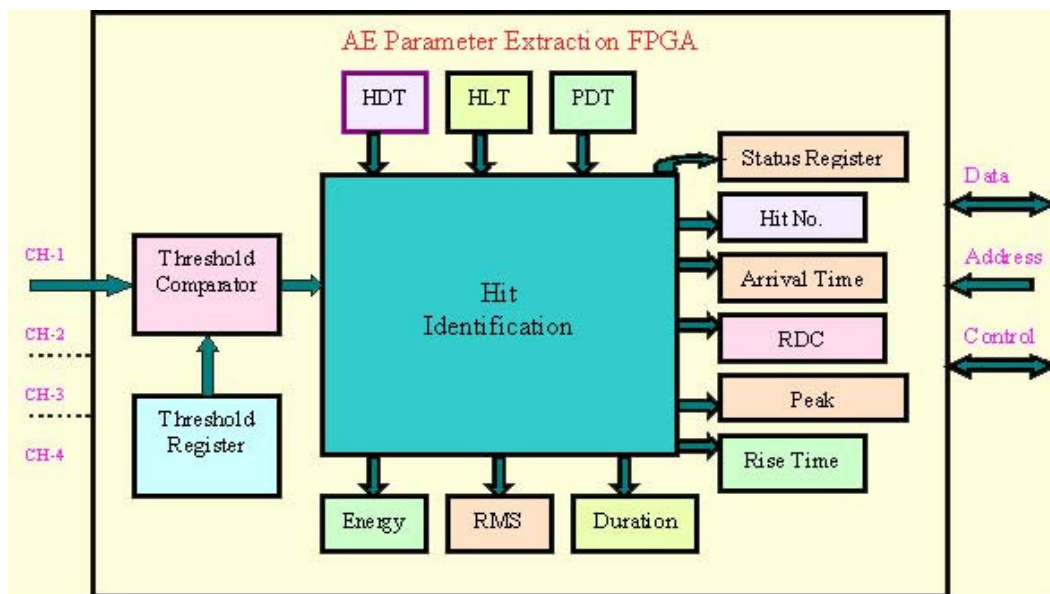 AE Parameter Extraction FPGA
HDT
HLT
PDT
Status Register
Hit No.
Arrival Time
RDC
Peak
Rise Time
Data
Address
Control
CH-1
CH-2
CH-3
CH-4
Threshold
Comparator
Threshold
Register
Hit
Identification
Energy
RMS
Duration